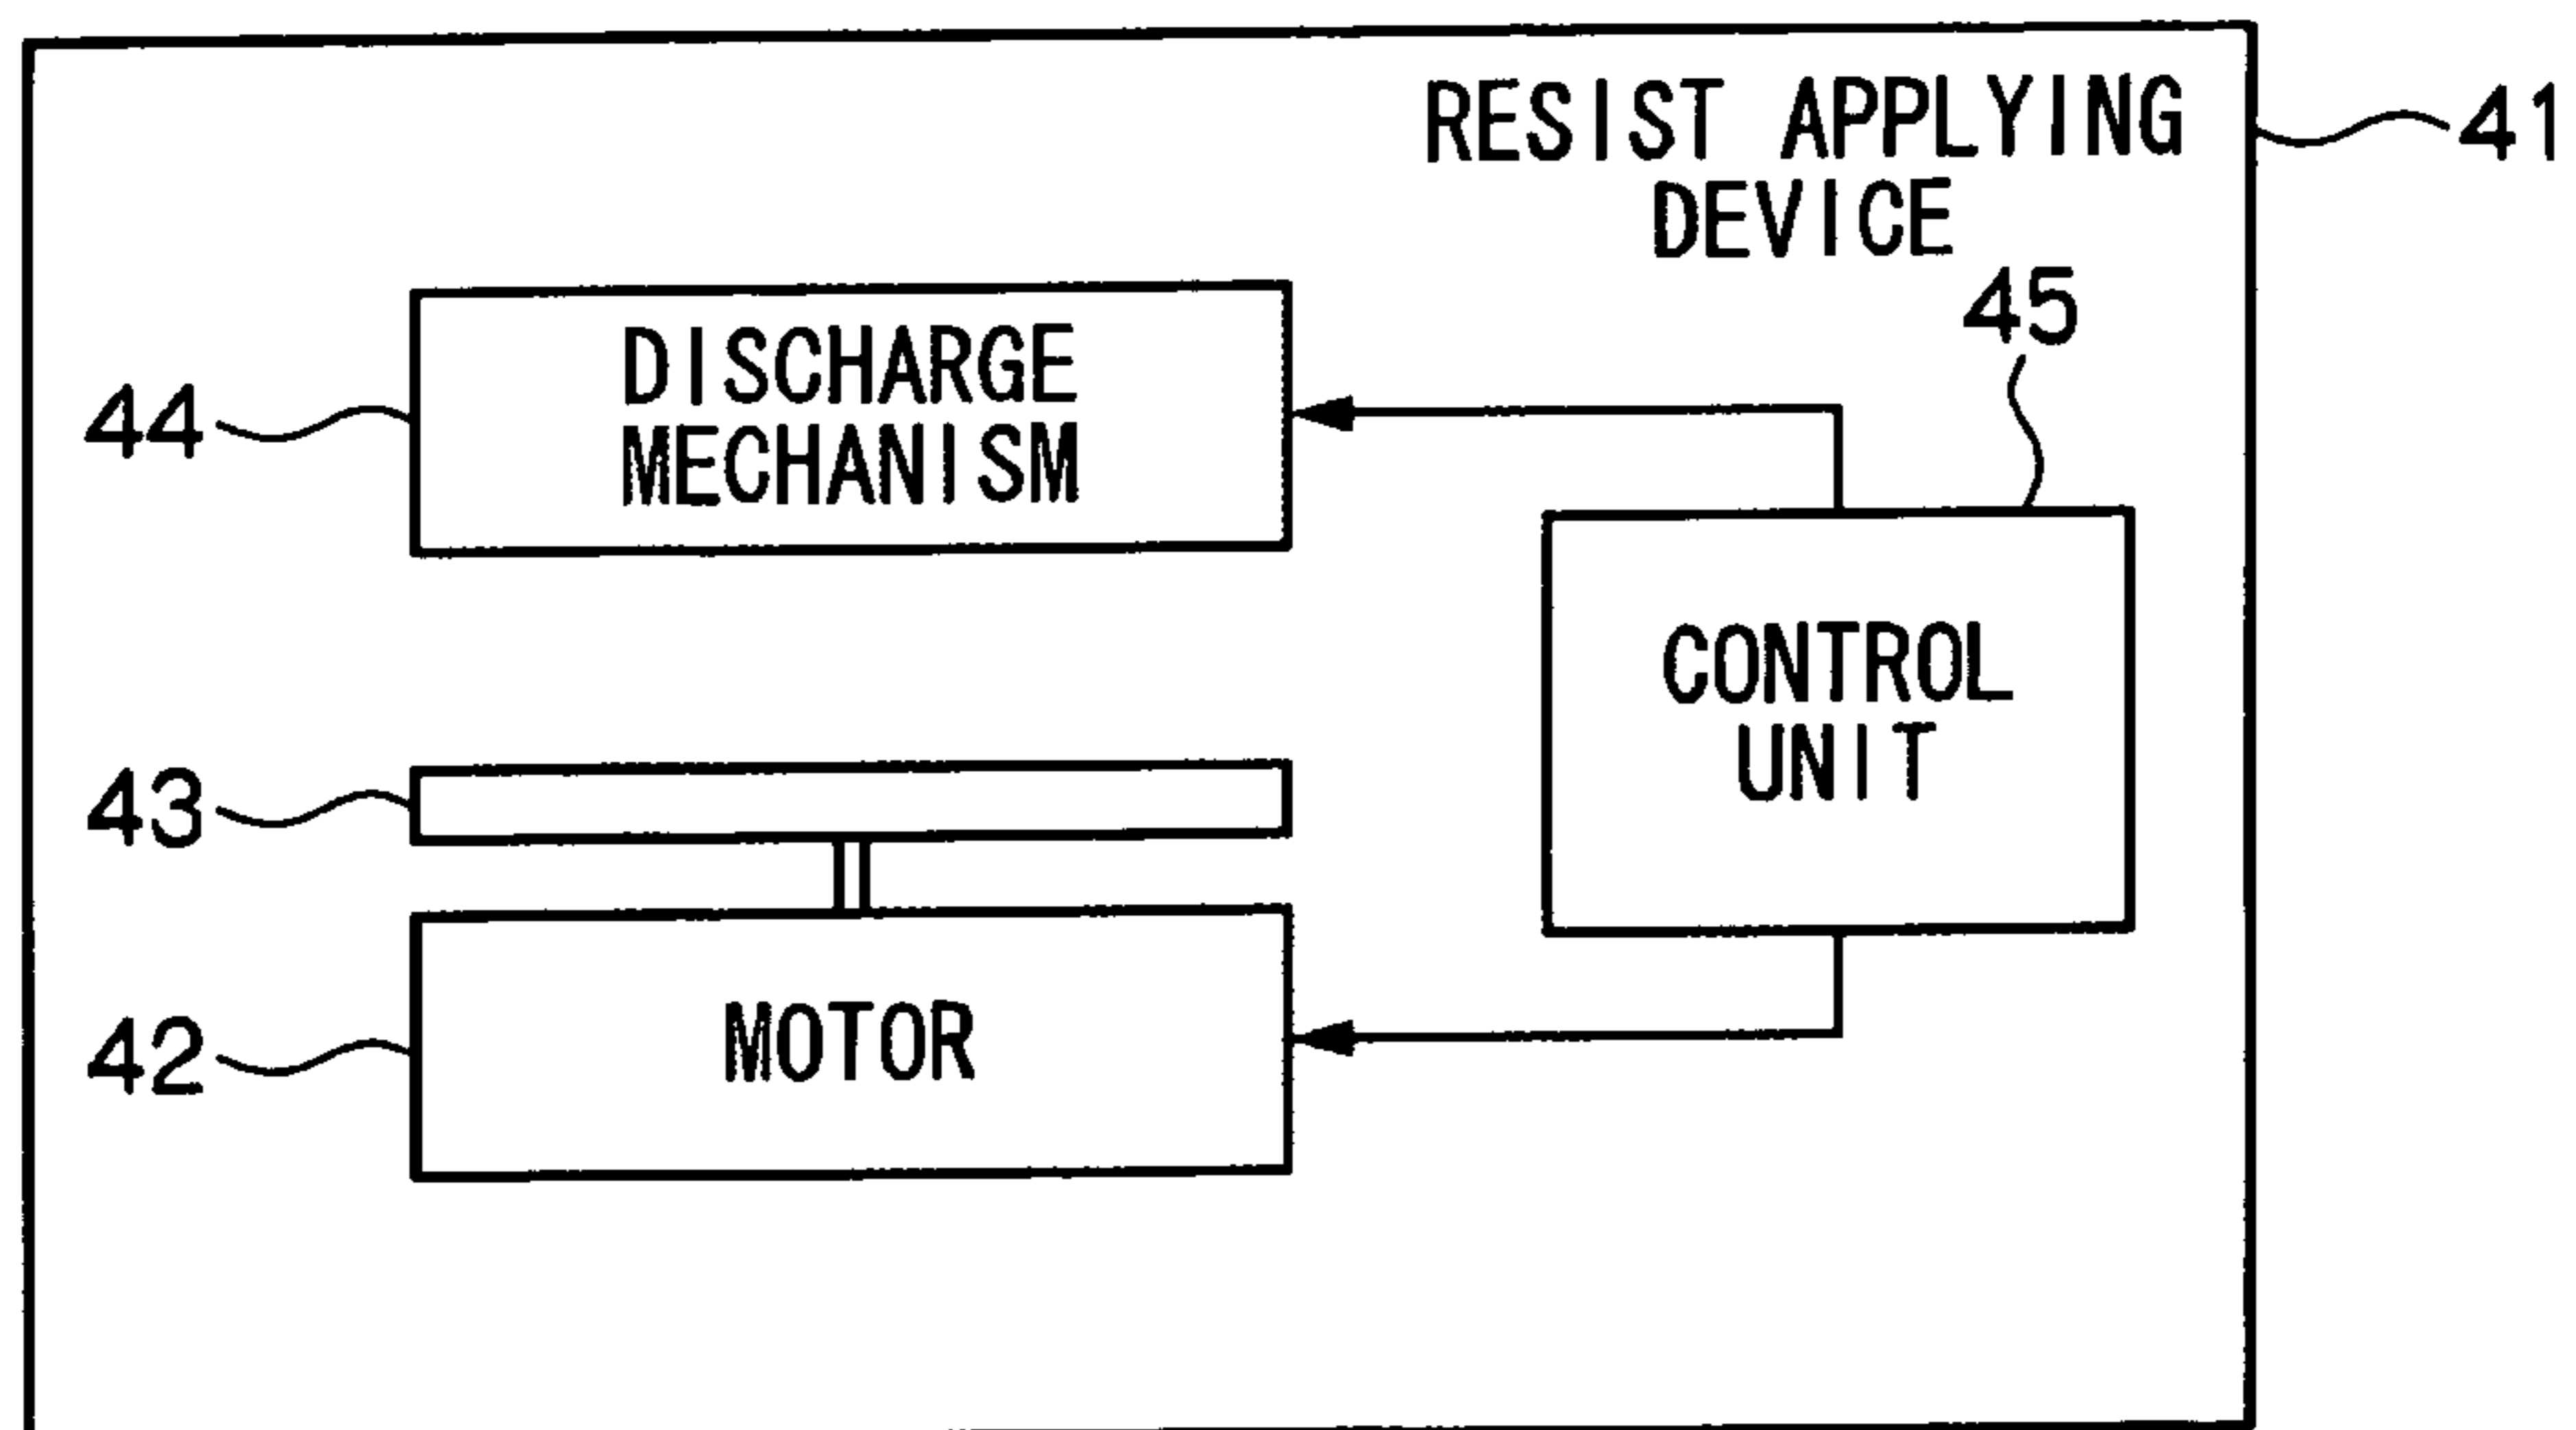 RESIST APPLYING
DEVICE
41
45
DISCHARGE
MECHANISM
44
CONTROL
UNIT
43
MOTOR
42